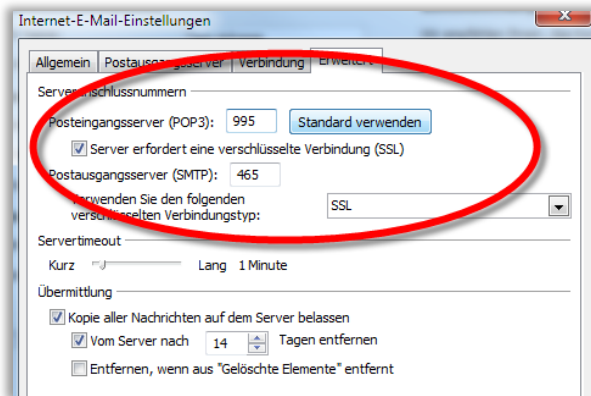 Internet-E-Mail-Einstellungen
Allgemein Postausgangsserver Verbindung Erweitert
Serveranschlussnummern
Posteingangsserver (POP3): 995 Standard verwenden
Server erfordert eine verschlüsselte Verbindung (SSL)
Postausgangsserver (SMTP): 465
Verwenden Sie den folgenden
verschlüsselten Verbindungstyp: SSL
Servertimeout
Kurz Lang 1 Minute
Übermittlung
Kopie aller Nachrichten auf dem Server belassen
Vom Server nach 14 Tagen entfernen
Entfernen, wenn aus "Gelöschte Elemente" entfernt